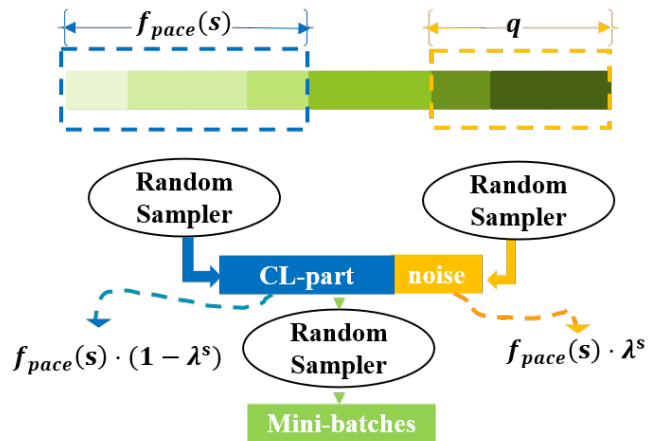 f_pace(s)
q
Random
Sampler
Random
Sampler
CL-part
noise
Random
Sampler
f_pace(s) · (1 − λ^s)
f_pace(s) · λ^s
Mini-batches